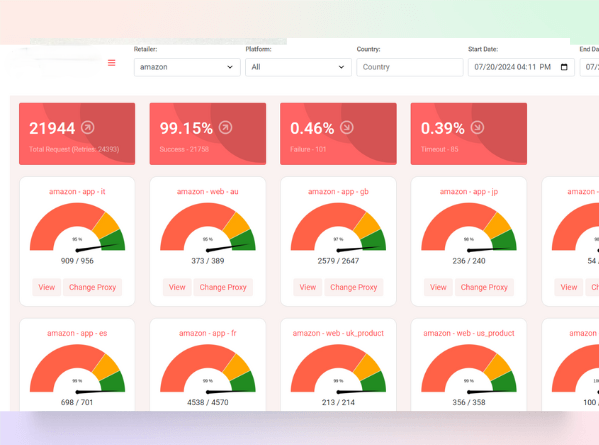 Retailer: Platform: Country: Start Date: End Da
amazon All Country 07/20/2024 04:11 PM 07/2
21944 99.15% 0.46% 0.39%
Total Request (Retries: 24393) Success - 21758 Failure - 101 Timeout - 85
amazon - app - it amazon - web - au amazon - app - gb amazon - app - jp amazon -
95 % 95 % 97 %
909 / 956 373 / 389 2579 / 2647 236 / 240 54
View Change Proxy View Change Proxy View Change Proxy View Change Proxy View Ch
amazon - app - es amazon - app - fr amazon - web - uk_product amazon - web - us_product amazon
99 % 99 % 99 % 99 %
698 / 701 4538 / 4570 213 / 214 356 / 358 100